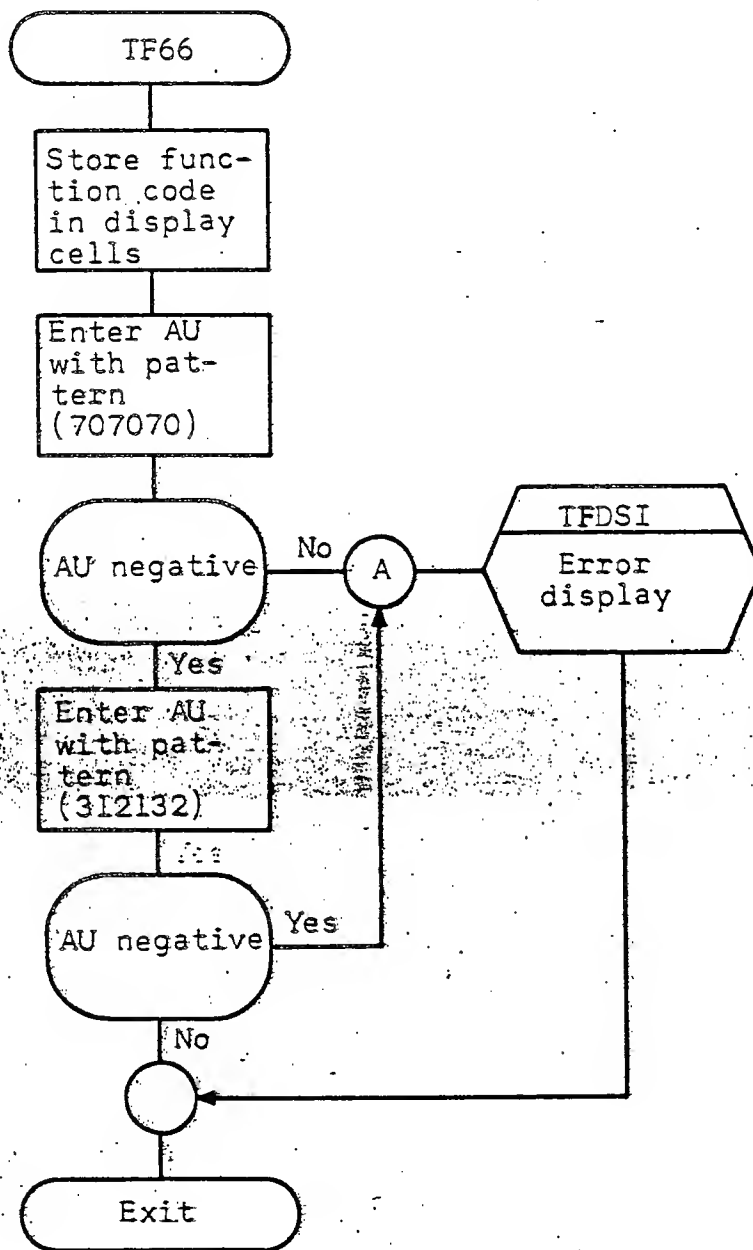 TF66
Store func-
tion code
in display
cells
Enter AU
with pat-
tern
(707070)
AU negative
No
A
TFDSI
Error
display
Yes
Enter AU
with pat-
tern
(3I2132)
AU negative
Yes
No
Exit